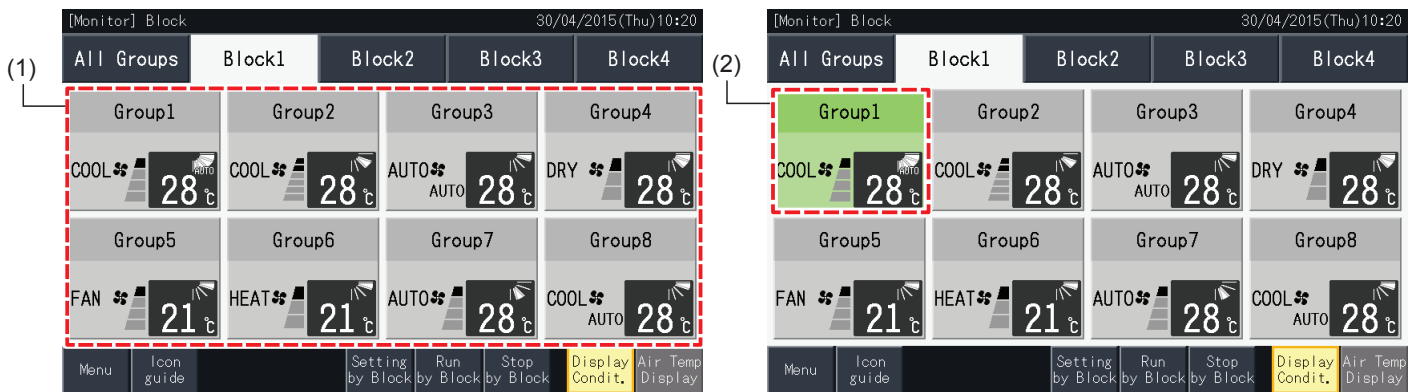 (1)
[Monitor] Block 30/04/2015(Thu)10:20
All Groups Block1 Block2 Block3 Block4
Group1 Group2 Group3 Group4
COOL AUTO 28 ℃ COOL 28 ℃ AUTO AUTO 28 ℃ DRY 28 ℃
Group5 Group6 Group7 Group8
FAN 21 ℃ HEAT 21 ℃ AUTO 28 ℃ COOL AUTO 28 ℃
Menu Icon guide Setting by Block Run by Block Stop by Block Display Condit. Air Temp Display
(2)
[Monitor] Block 30/04/2015(Thu)10:20
All Groups Block1 Block2 Block3 Block4
Group1 Group2 Group3 Group4
COOL AUTO 28 ℃ COOL 28 ℃ AUTO AUTO 28 ℃ DRY 28 ℃
Group5 Group6 Group7 Group8
FAN 21 ℃ HEAT 21 ℃ AUTO 28 ℃ COOL AUTO 28 ℃
Menu Icon guide Setting by Block Run by Block Stop by Block Display Condit. Air Temp Display